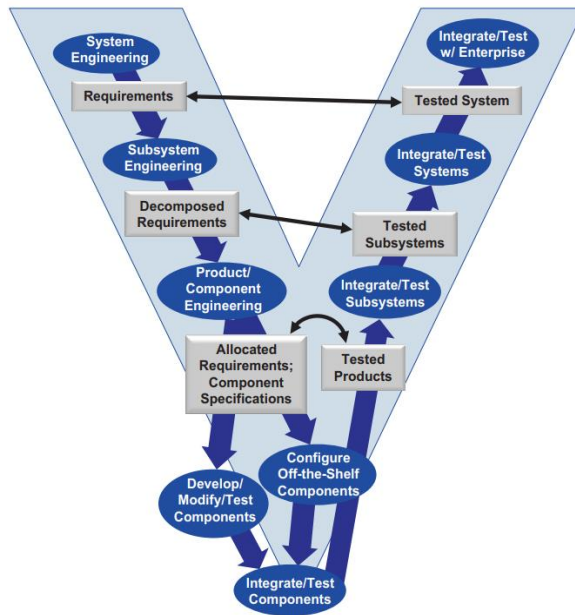 System
Engineering
Requirements
Subsystem
Engineering
Decomposed
Requirements
Product/
Component
Engineering
Allocated
Requirements;
Component
Specifications
Develop/
Modify/Test
Components
Configure
Off-the-Shelf
Components
Integrate/Test
Components
Tested
Products
Integrate/Test
Subsystems
Tested
Subsystems
Integrate/Test
Systems
Tested System
Integrate/Test
w/ Enterprise